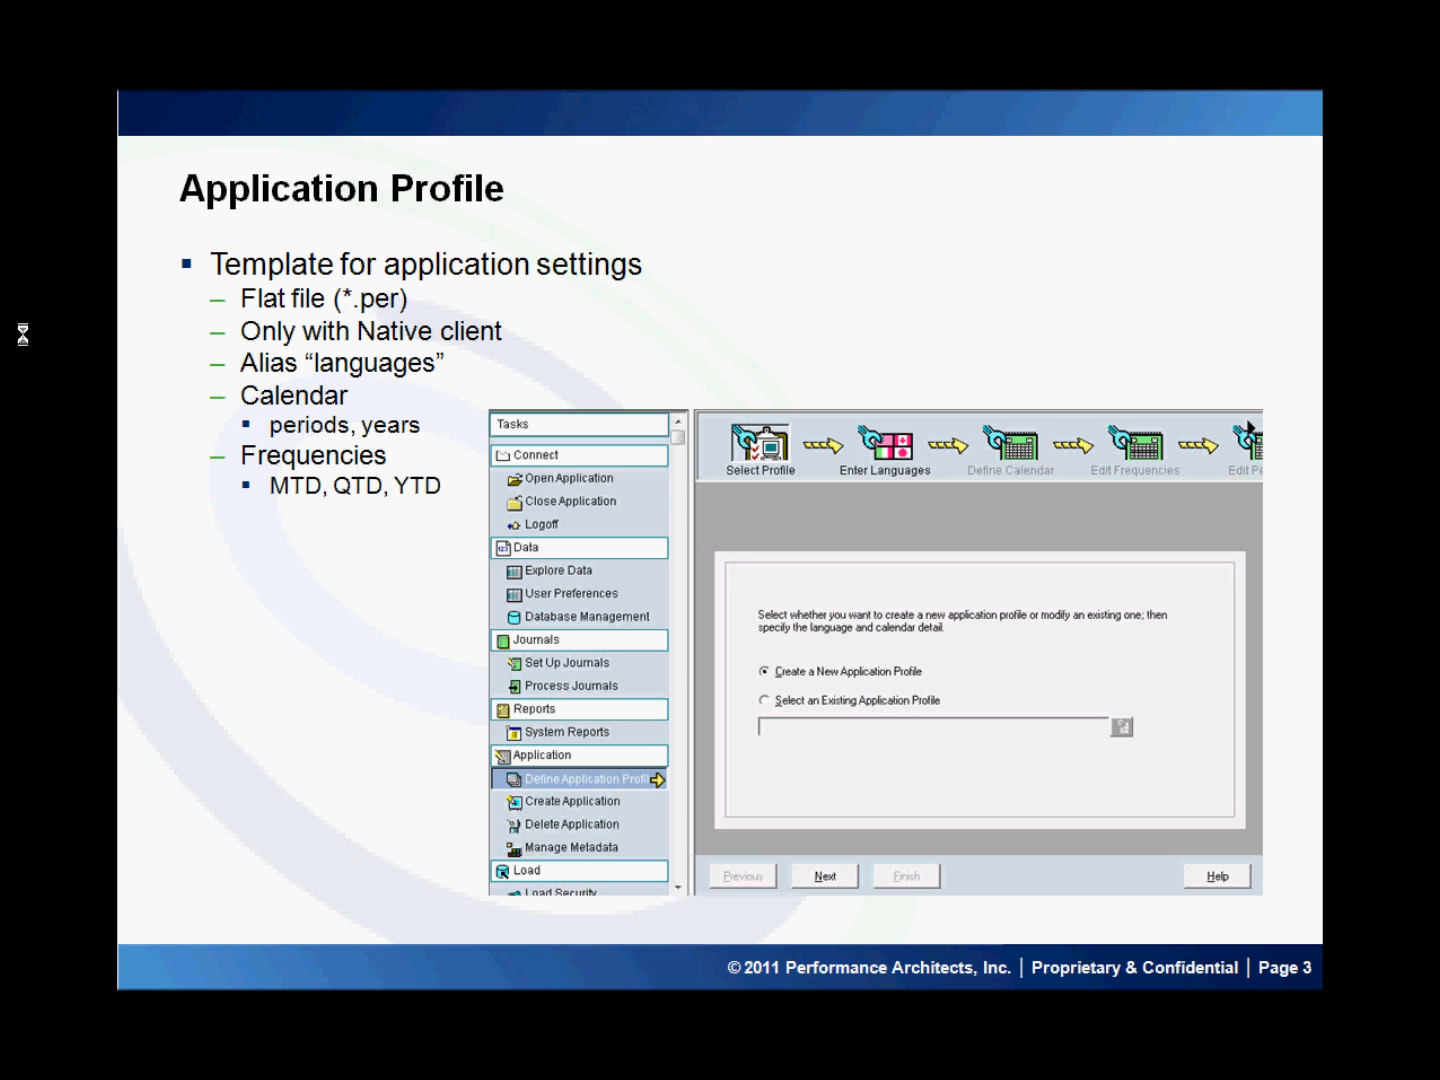 Application Profile
▪ Template for application settings
– Flat file (*.per)
– Only with Native client
– Alias “languages”
– Calendar
▪ periods, years
– Frequencies
▪ MTD, QTD, YTD
Tasks
Connect
Open Application
Close Application
Logoff
Data
Explore Data
User Preferences
Database Management
Journals
Set Up Journals
Process Journals
Reports
System Reports
Application
Define Application Profil
Create Application
Delete Application
Manage Metadata
Load
Load Security
Select Profile
Enter Languages
Define Calendar
Edit Frequencies
Edit Pe
Select whether you want to create a new application profile or modify an existing one; then
specify the language and calendar detail.
Create a New Application Profile
Select an Existing Application Profile
Previous
Next
Finish
Help
© 2011 Performance Architects, Inc. | Proprietary & Confidential | Page 3